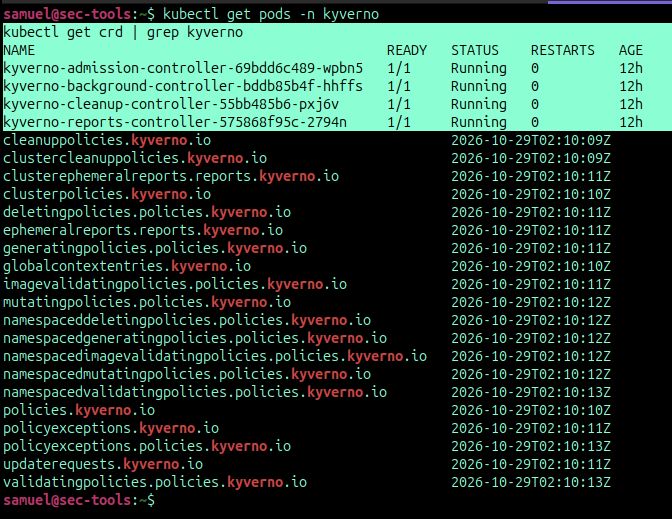 samuel@sec-tools:~$ kubectl get pods -n kyverno
kubectl get crd | grep kyverno
NAME READY STATUS RESTARTS AGE
kyverno-admission-controller-69bdd6c489-wpbn5 1/1 Running 0 12h
kyverno-background-controller-bddb85b4f-hhffs 1/1 Running 0 12h
kyverno-cleanup-controller-55bb485b6-pxj6v 1/1 Running 0 12h
kyverno-reports-controller-575868f95c-2794n 1/1 Running 0 12h
cleanuppolicies.kyverno.io 2026-10-29T02:10:09Z
clustercleanuppolicies.kyverno.io 2026-10-29T02:10:09Z
clusterephemeralreports.reports.kyverno.io 2026-10-29T02:10:11Z
clusterpolicies.kyverno.io 2026-10-29T02:10:10Z
deletingpolicies.policies.kyverno.io 2026-10-29T02:10:11Z
ephemeralreports.reports.kyverno.io 2026-10-29T02:10:11Z
generatingpolicies.policies.kyverno.io 2026-10-29T02:10:11Z
globalcontextentries.kyverno.io 2026-10-29T02:10:10Z
imagevalidatingpolicies.policies.kyverno.io 2026-10-29T02:10:11Z
mutatingpolicies.policies.kyverno.io 2026-10-29T02:10:12Z
namespaceddeletingpolicies.policies.kyverno.io 2026-10-29T02:10:12Z
namespacedgeneratingpolicies.policies.kyverno.io 2026-10-29T02:10:12Z
namespacedimagevalidatingpolicies.policies.kyverno.io 2026-10-29T02:10:12Z
namespacedmutatingpolicies.policies.kyverno.io 2026-10-29T02:10:12Z
namespacedvalidatingpolicies.policies.kyverno.io 2026-10-29T02:10:13Z
policies.kyverno.io 2026-10-29T02:10:10Z
policyexceptions.kyverno.io 2026-10-29T02:10:11Z
policyexceptions.policies.kyverno.io 2026-10-29T02:10:13Z
updaterequests.kyverno.io 2026-10-29T02:10:11Z
validatingpolicies.policies.kyverno.io 2026-10-29T02:10:13Z
samuel@sec-tools:~$